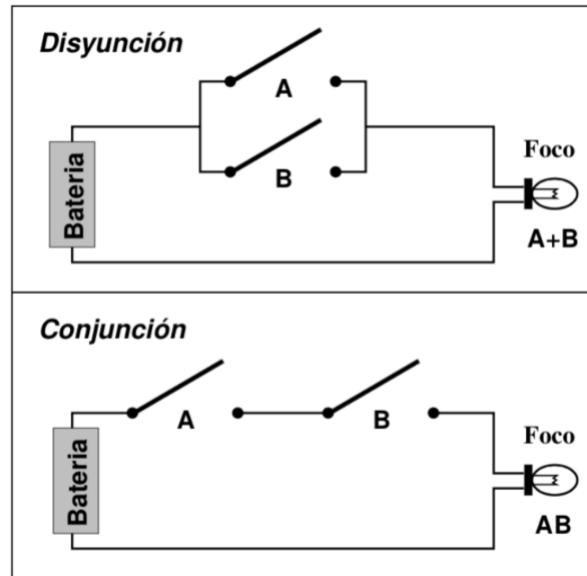 Disyunción
A
B
Bateria
Foco
A+B
Conjunción
A
B
Bateria
Foco
AB